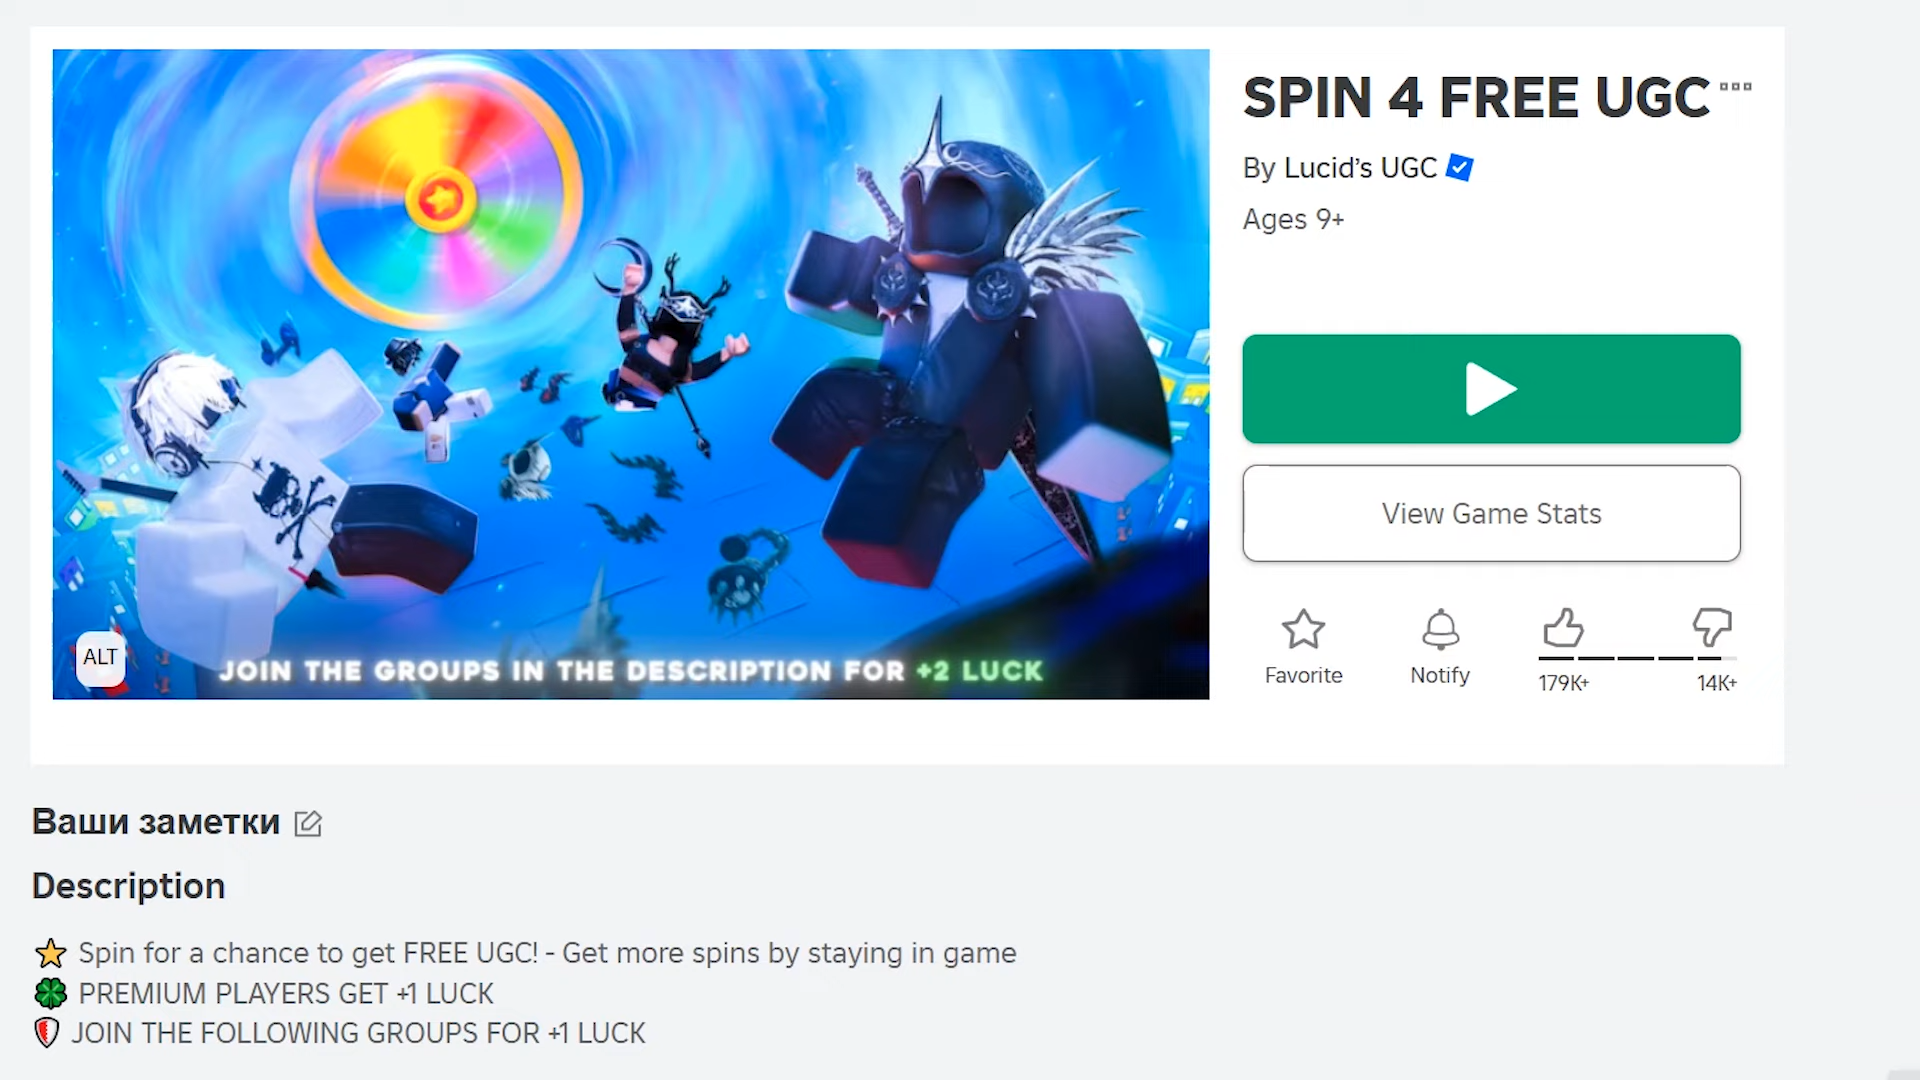 SPIN 4 FREE UGC
By Lucid’s UGC
Ages 9+
View Game Stats
Favorite
Notify
179K+
14K+
ALT
JOIN THE GROUPS IN THE DESCRIPTION FOR +2 LUCK
Ваши заметки
Description
Spin for a chance to get FREE UGC! - Get more spins by staying in game
PREMIUM PLAYERS GET +1 LUCK
JOIN THE FOLLOWING GROUPS FOR +1 LUCK